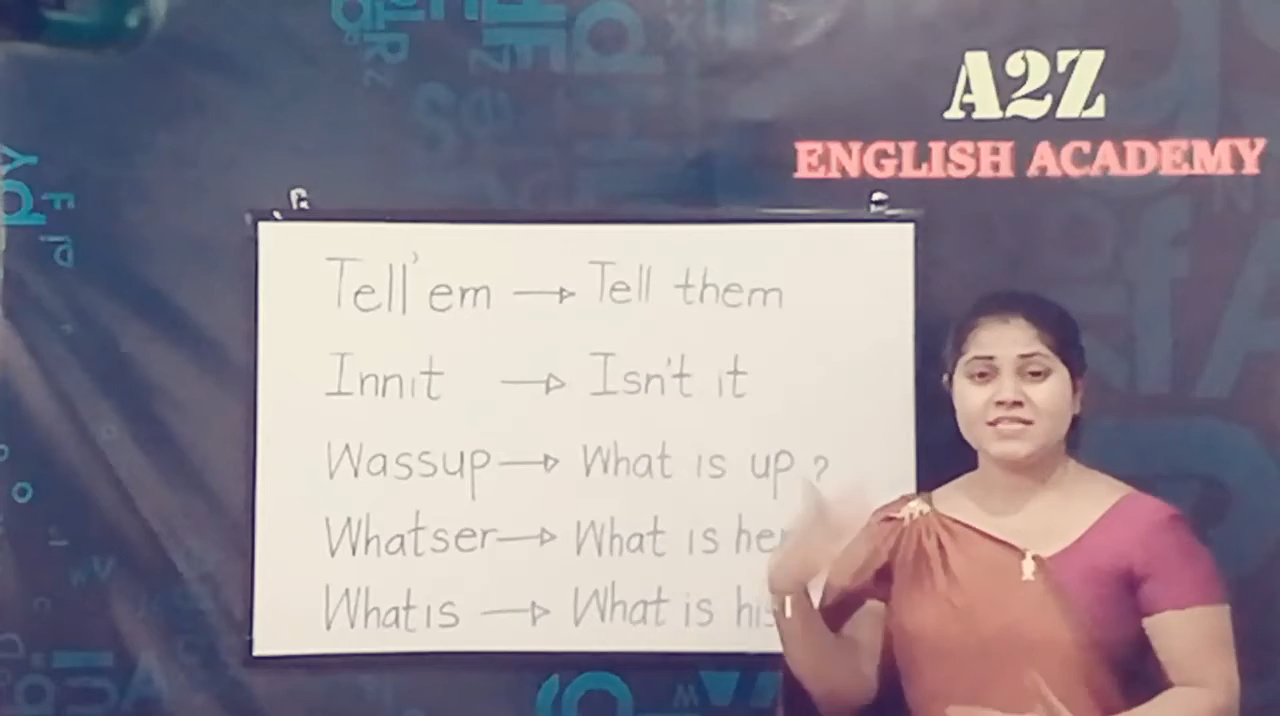 A2Z
ENGLISH ACADEMY
Tell'em → Tell them
Innit → Isn't it
Wassup → What is up?
Whatser → What is her
Whatis → What is his